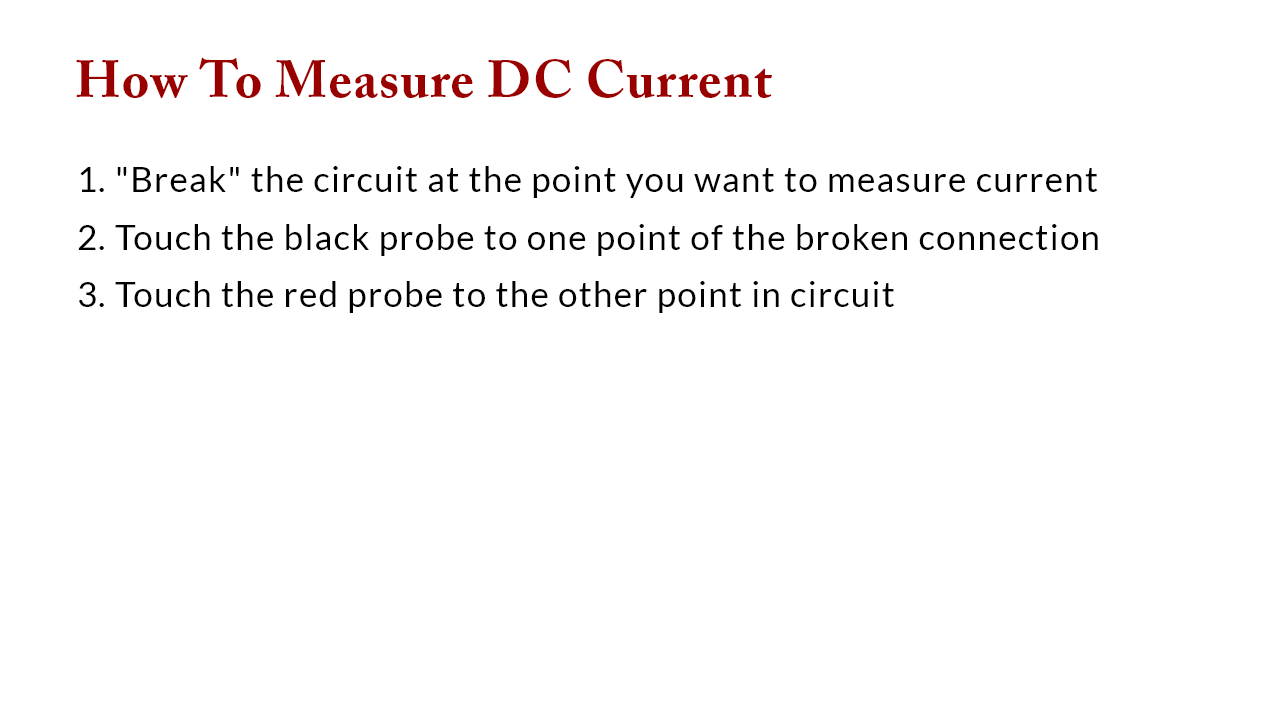 How To Measure DC Current
1. "Break" the circuit at the point you want to measure current
2. Touch the black probe to one point of the broken connection
3. Touch the red probe to the other point in circuit